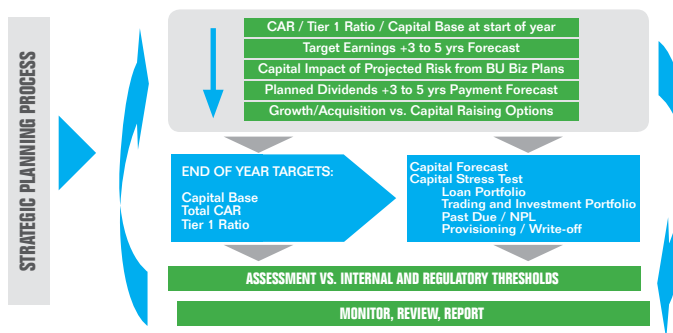 STRATEGIC PLANNING PROCESS
CAR / Tier 1 Ratio / Capital Base at start of year
Target Earnings +3 to 5 yrs Forecast
Capital Impact of Projected Risk from BU Biz Plans
Planned Dividends +3 to 5 yrs Payment Forecast
Growth/Acquisition vs. Capital Raising Options
END OF YEAR TARGETS:
Capital Base
Total CAR
Tier 1 Ratio
Capital Forecast
Capital Stress Test
Loan Portfolio
Trading and Investment Portfolio
Past Due / NPL
Provisioning / Write-off
ASSESSMENT VS. INTERNAL AND REGULATORY THRESHOLDS
MONITOR, REVIEW, REPORT